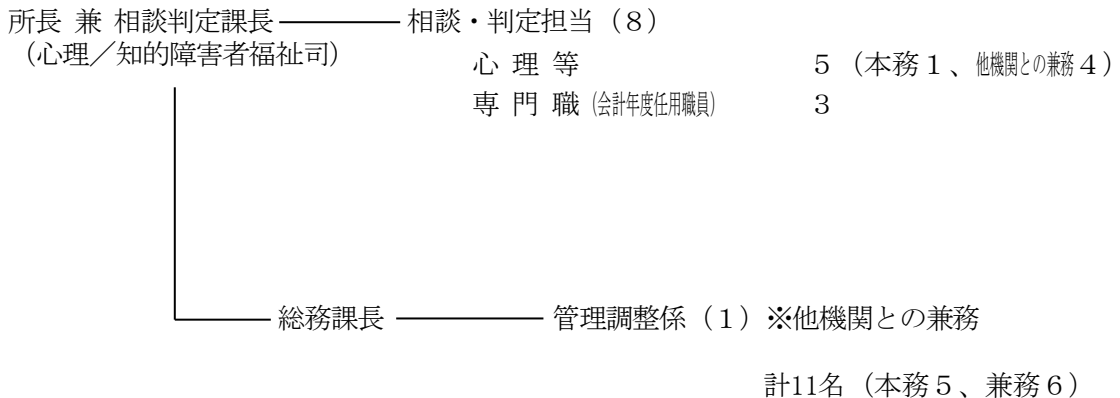 所長 兼 相談判定課長 相談・判定担当（８）
（心理／知的障害者福祉司）
心 理 等 ５（本務１、他機関との兼務４）
専 門 職（会計年度任用職員） ３
総務課長 管理調整係（１）※他機関との兼務
計11名（本務５、兼務６）